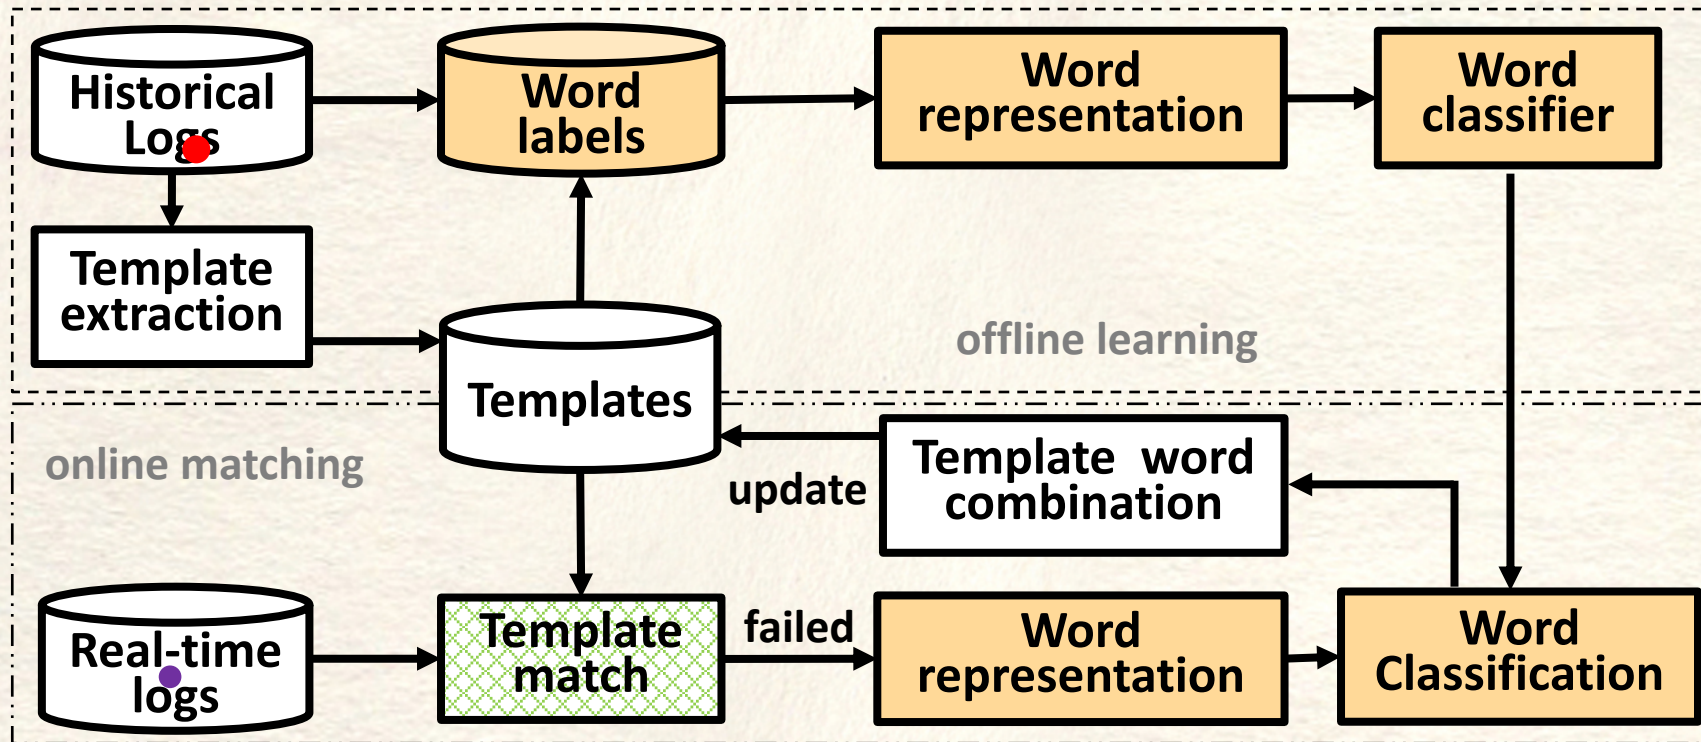 Historical
Logs
Word
labels
Word
representation
Word
classifier
Template
extraction
offline learning
Templates
online matching
update
Template word
combination
Real-time
logs
Template
match
failed
Word
representation
Word
Classification